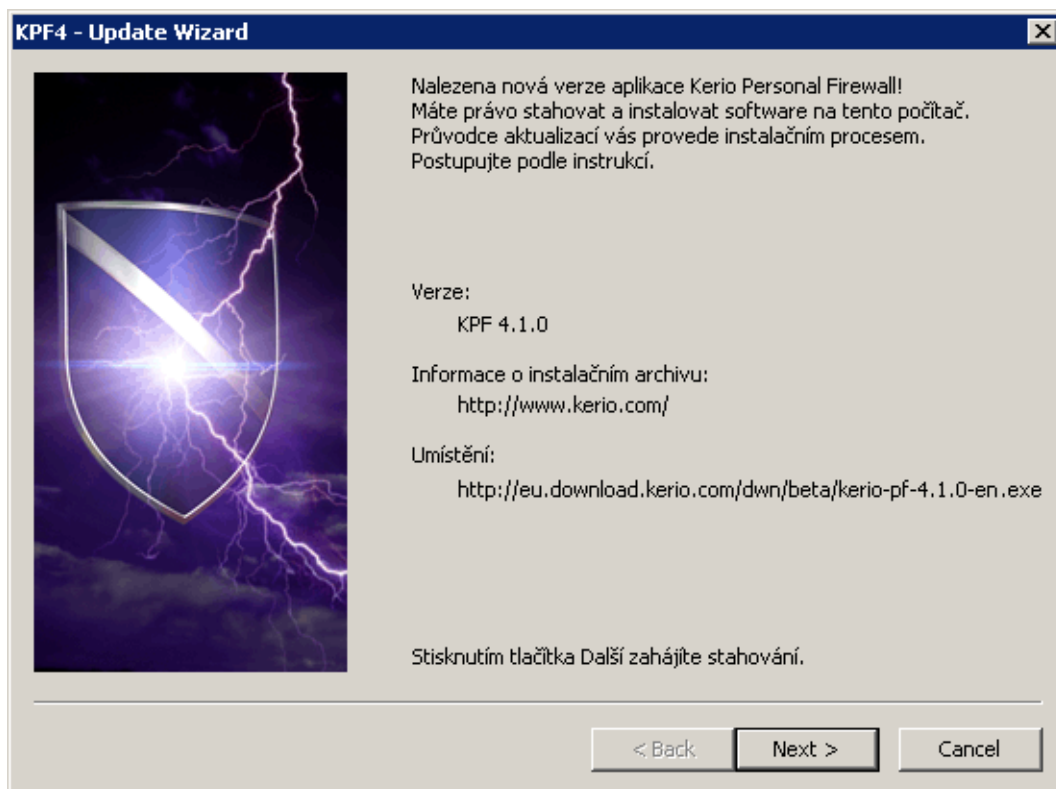 KPF4 - Update Wizard
Nalezena nová verze aplikace Kerio Personal Firewall!
Máte právo stahovat a instalovat software na tento počítač.
Průvodce aktualizací vás provede instalačním procesem.
Postupujte podle instrukcí.
Verze:
KPF 4.1.0
Informace o instalačním archivu:
http://www.kerio.com/
Umístění:
http://eu.download.kerio.com/dwn/beta/kerio-pf-4.1.0-en.exe
Stisknutím tlačítka Další zahájíte stahování.
< Back
Next >
Cancel